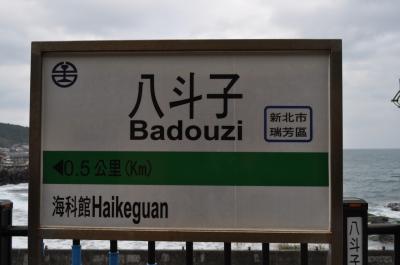 八斗子
Badouzi
新北市
瑞芳區
◀0.5公里(Km)
海科館Haikeguan
八斗子